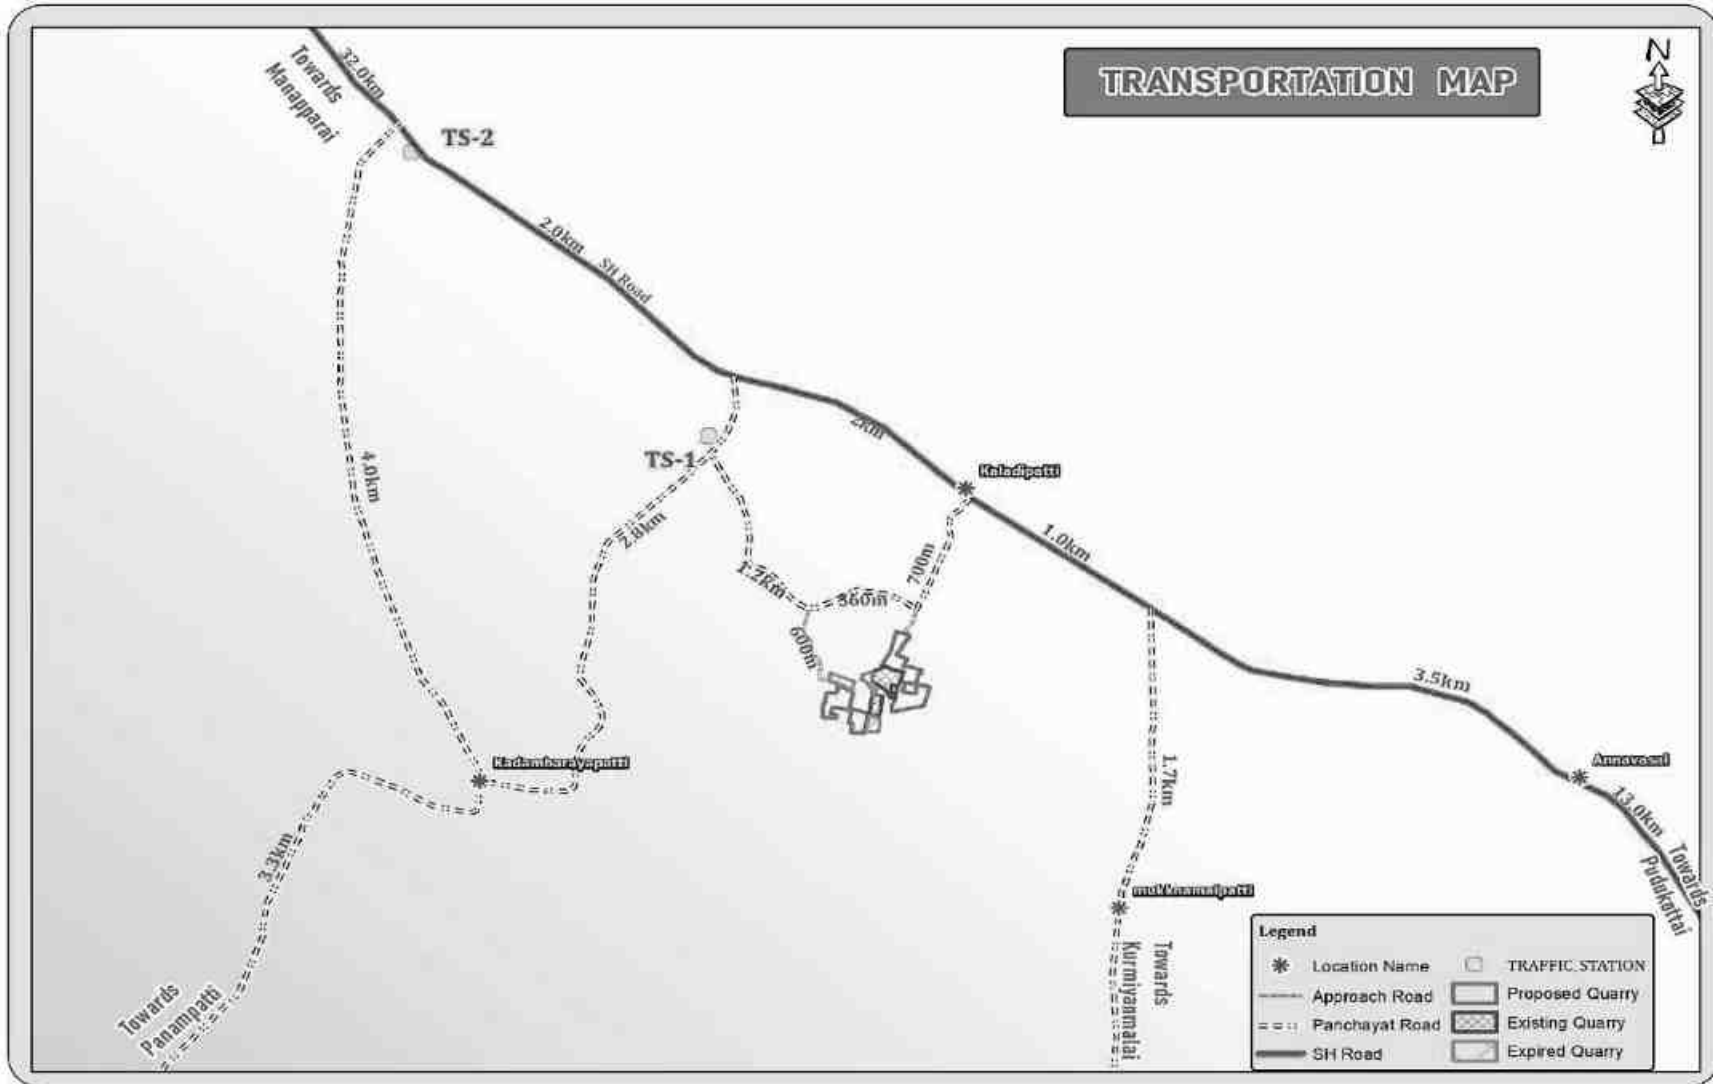 TRANSPORTATION MAP
N
32.0km
Towards
Manapparai
TS-2
2.0km
SH Road
TS-1
2km
Kaladipatti
4.0km
2.8km
1.0km
700m
1.2km
360m
600m
3.5km
Kadambarayapatti
1.7km
Annavasal
13.0km
Towards
Pudukottai
3.3km
mukknamalpatti
Towards
Kurmiyanmalai
Towards
Panampatti
Legend
Location Name
TRAFFIC STATION
Approach Road
Proposed Quarry
Panchayat Road
Existing Quarry
SH Road
Expired Quarry